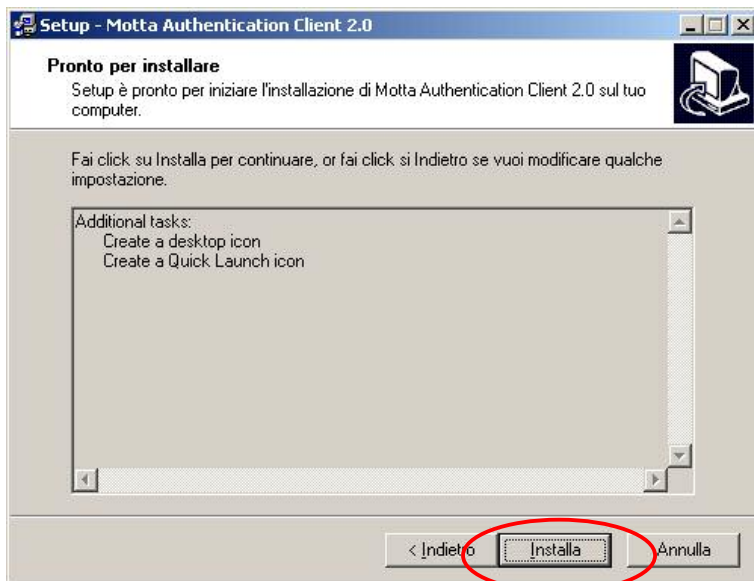 Setup - Motta Authentication Client 2.0
Pronto per installare
Setup è pronto per iniziare l'installazione di Motta Authentication Client 2.0 sul tuo
computer.
Fai click su Installa per continuare, or fai click si Indietro se vuoi modificare qualche
impostazione.
Additional tasks:
Create a desktop icon
Create a Quick Launch icon
< Indietro
Installa
Annulla